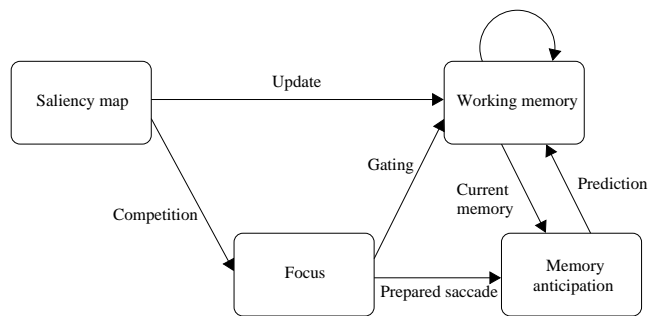 Update
Saliency map
Working memory
Gating
Current
memory
Prediction
Competition
Focus
Prepared saccade
Memory
anticipation